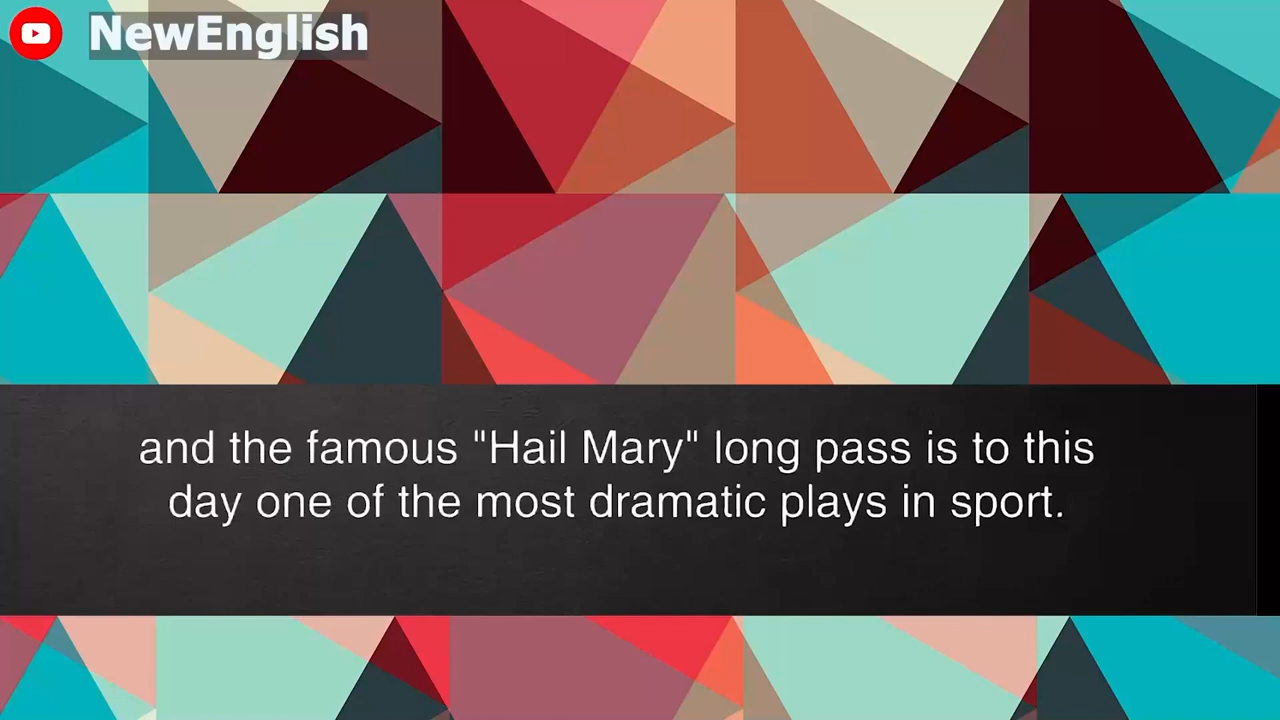 NewEnglish
and the famous "Hail Mary" long pass is to this
day one of the most dramatic plays in sport.